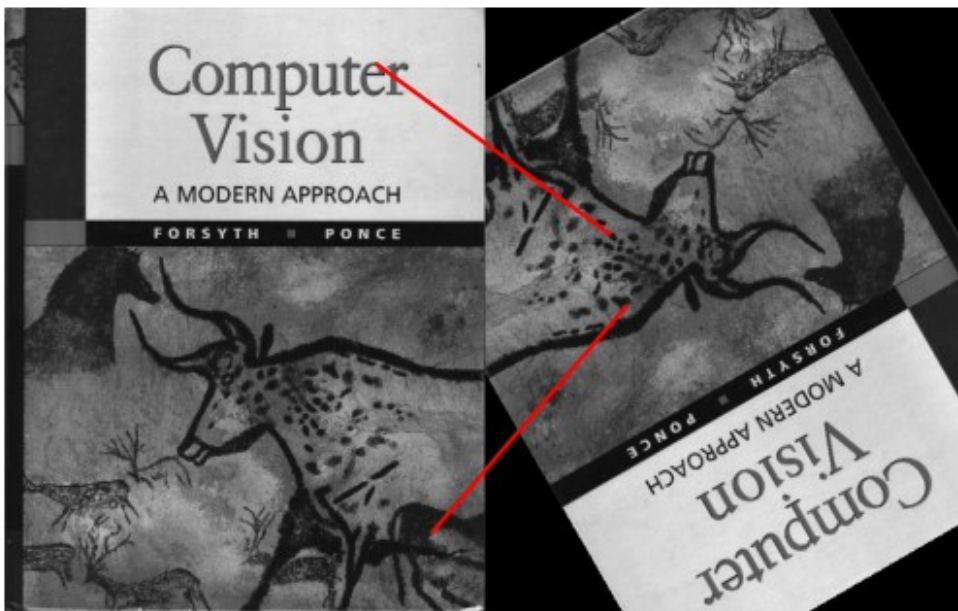 Computer
Vision
A MODERN APPROACH
FORSYTH ■ PONCE
FORSYTH ■ PONCE
A MODERN APPROACH
Vision
Computer